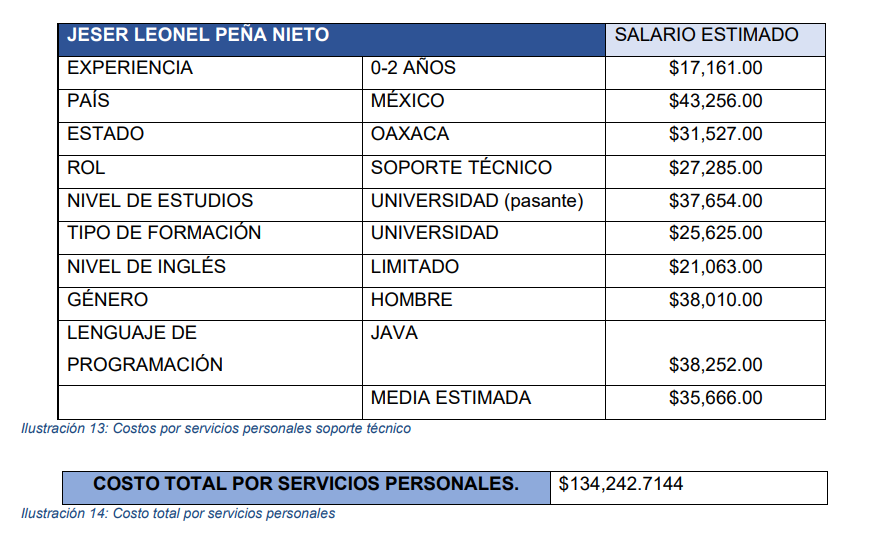 JESER LEONEL PEÑA NIETO SALARIO ESTIMADO
EXPERIENCIA 0-2 AÑOS $17,161.00
PAÍS MÉXICO $43,256.00
ESTADO OAXACA $31,527.00
ROL SOPORTE TÉCNICO $27,285.00
NIVEL DE ESTUDIOS UNIVERSIDAD (pasante) $37,654.00
TIPO DE FORMACIÓN UNIVERSIDAD $25,625.00
NIVEL DE INGLÉS LIMITADO $21,063.00
GÉNERO HOMBRE $38,010.00
LENGUAJE DE JAVA
PROGRAMACIÓN $38,252.00
MEDIA ESTIMADA $35,666.00
Ilustración 13: Costos por servicios personales soporte técnico
COSTO TOTAL POR SERVICIOS PERSONALES. $134,242.7144
Ilustración 14: Costo total por servicios personales